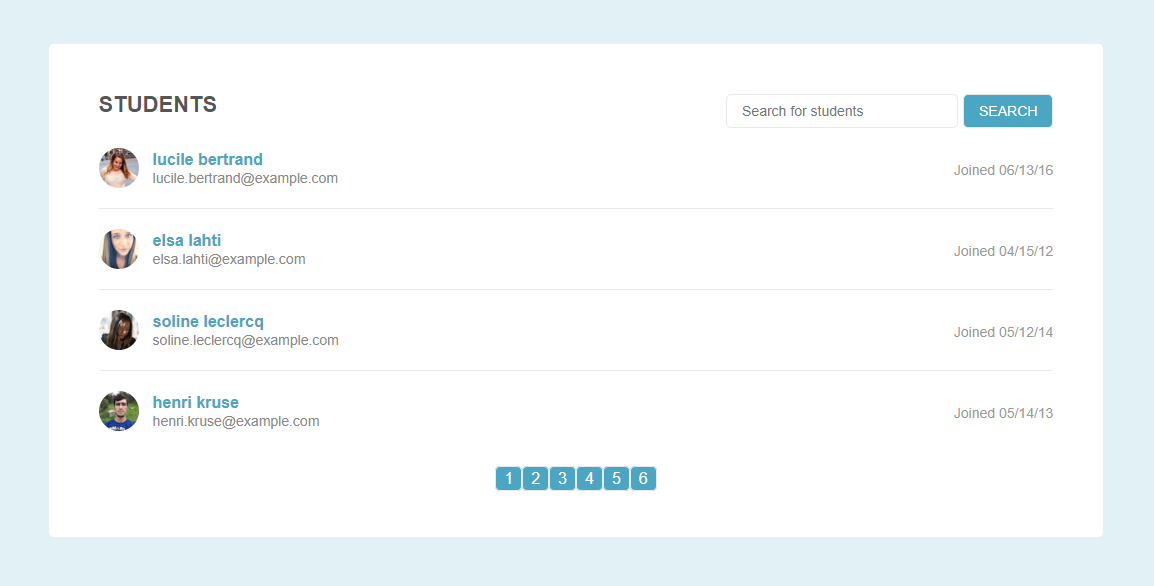 STUDENTS
Search for students
SEARCH
lucile bertrand
lucile.bertrand@example.com
Joined 06/13/16
elsa lahti
elsa.lahti@example.com
Joined 04/15/12
soline leclercq
soline.leclercq@example.com
Joined 05/12/14
henri kruse
henri.kruse@example.com
Joined 05/14/13
1 2 3 4 5 6